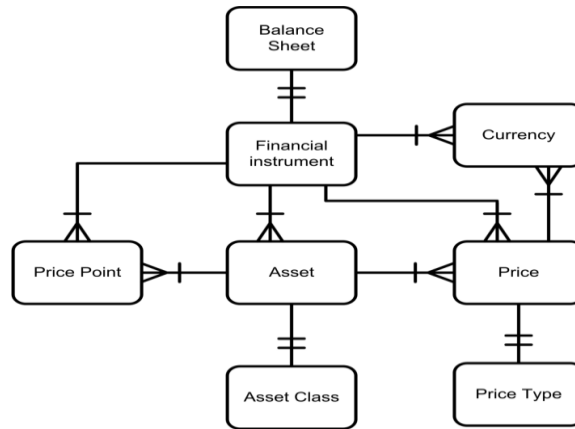 Balance
Sheet
Financial
instrument
Currency
Price Point
Asset
Price
Asset Class
Price Type